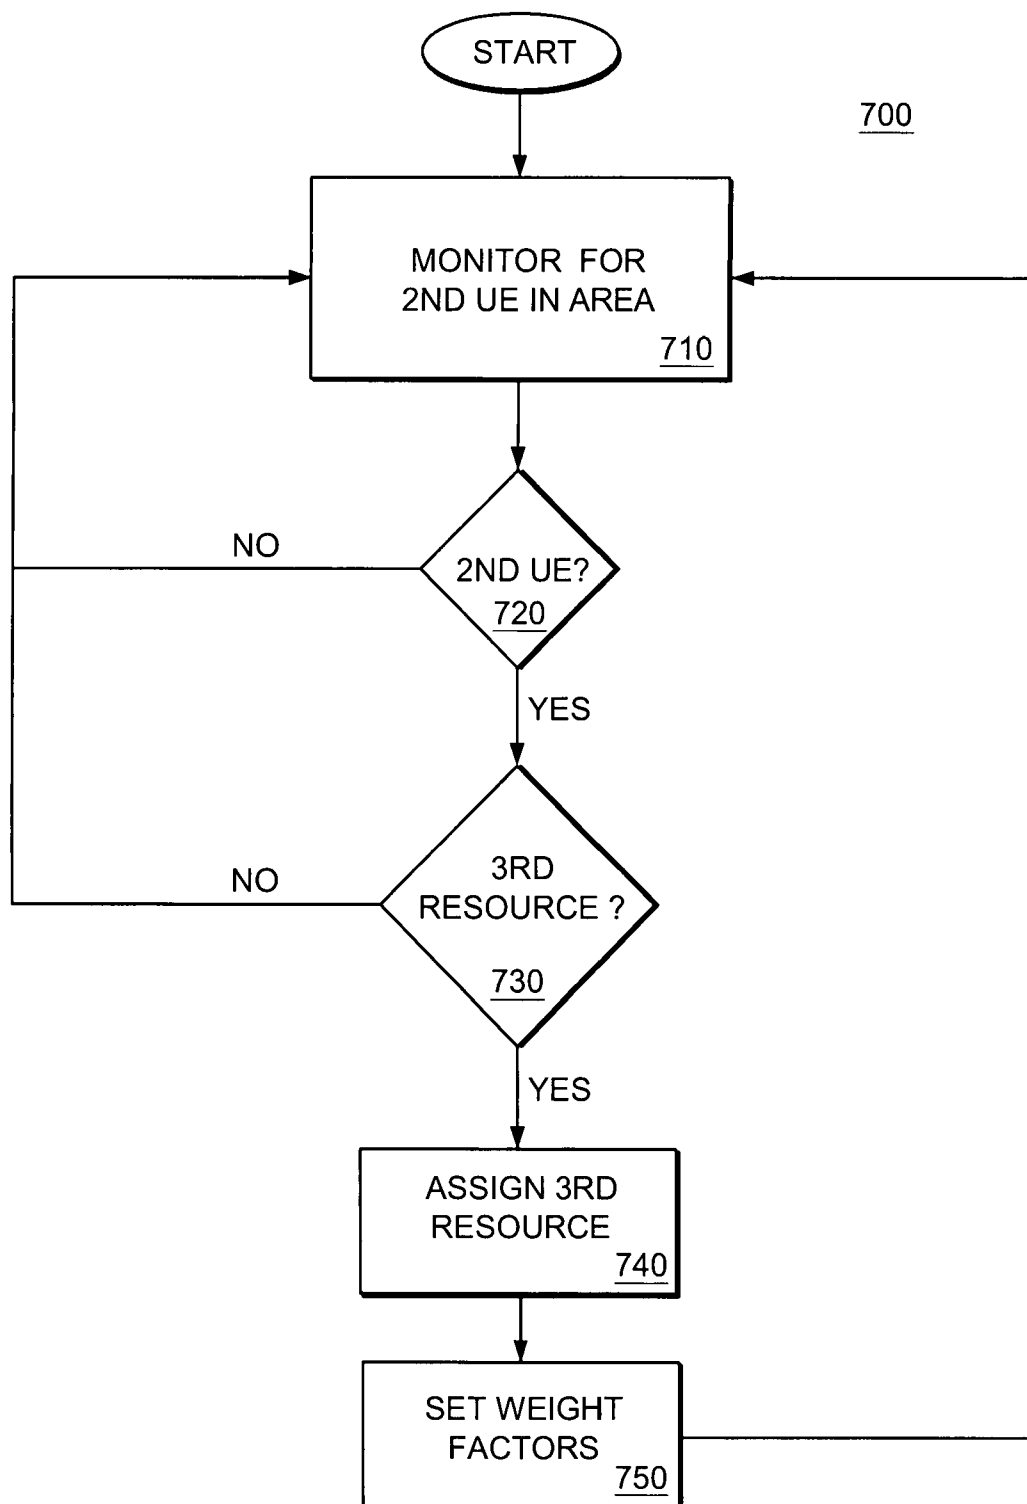 START
700
MONITOR FOR
2ND UE IN AREA
710
NO
2ND UE?
720
YES
3RD
RESOURCE ?
NO
730
YES
ASSIGN 3RD
RESOURCE
740
SET WEIGHT
FACTORS
750